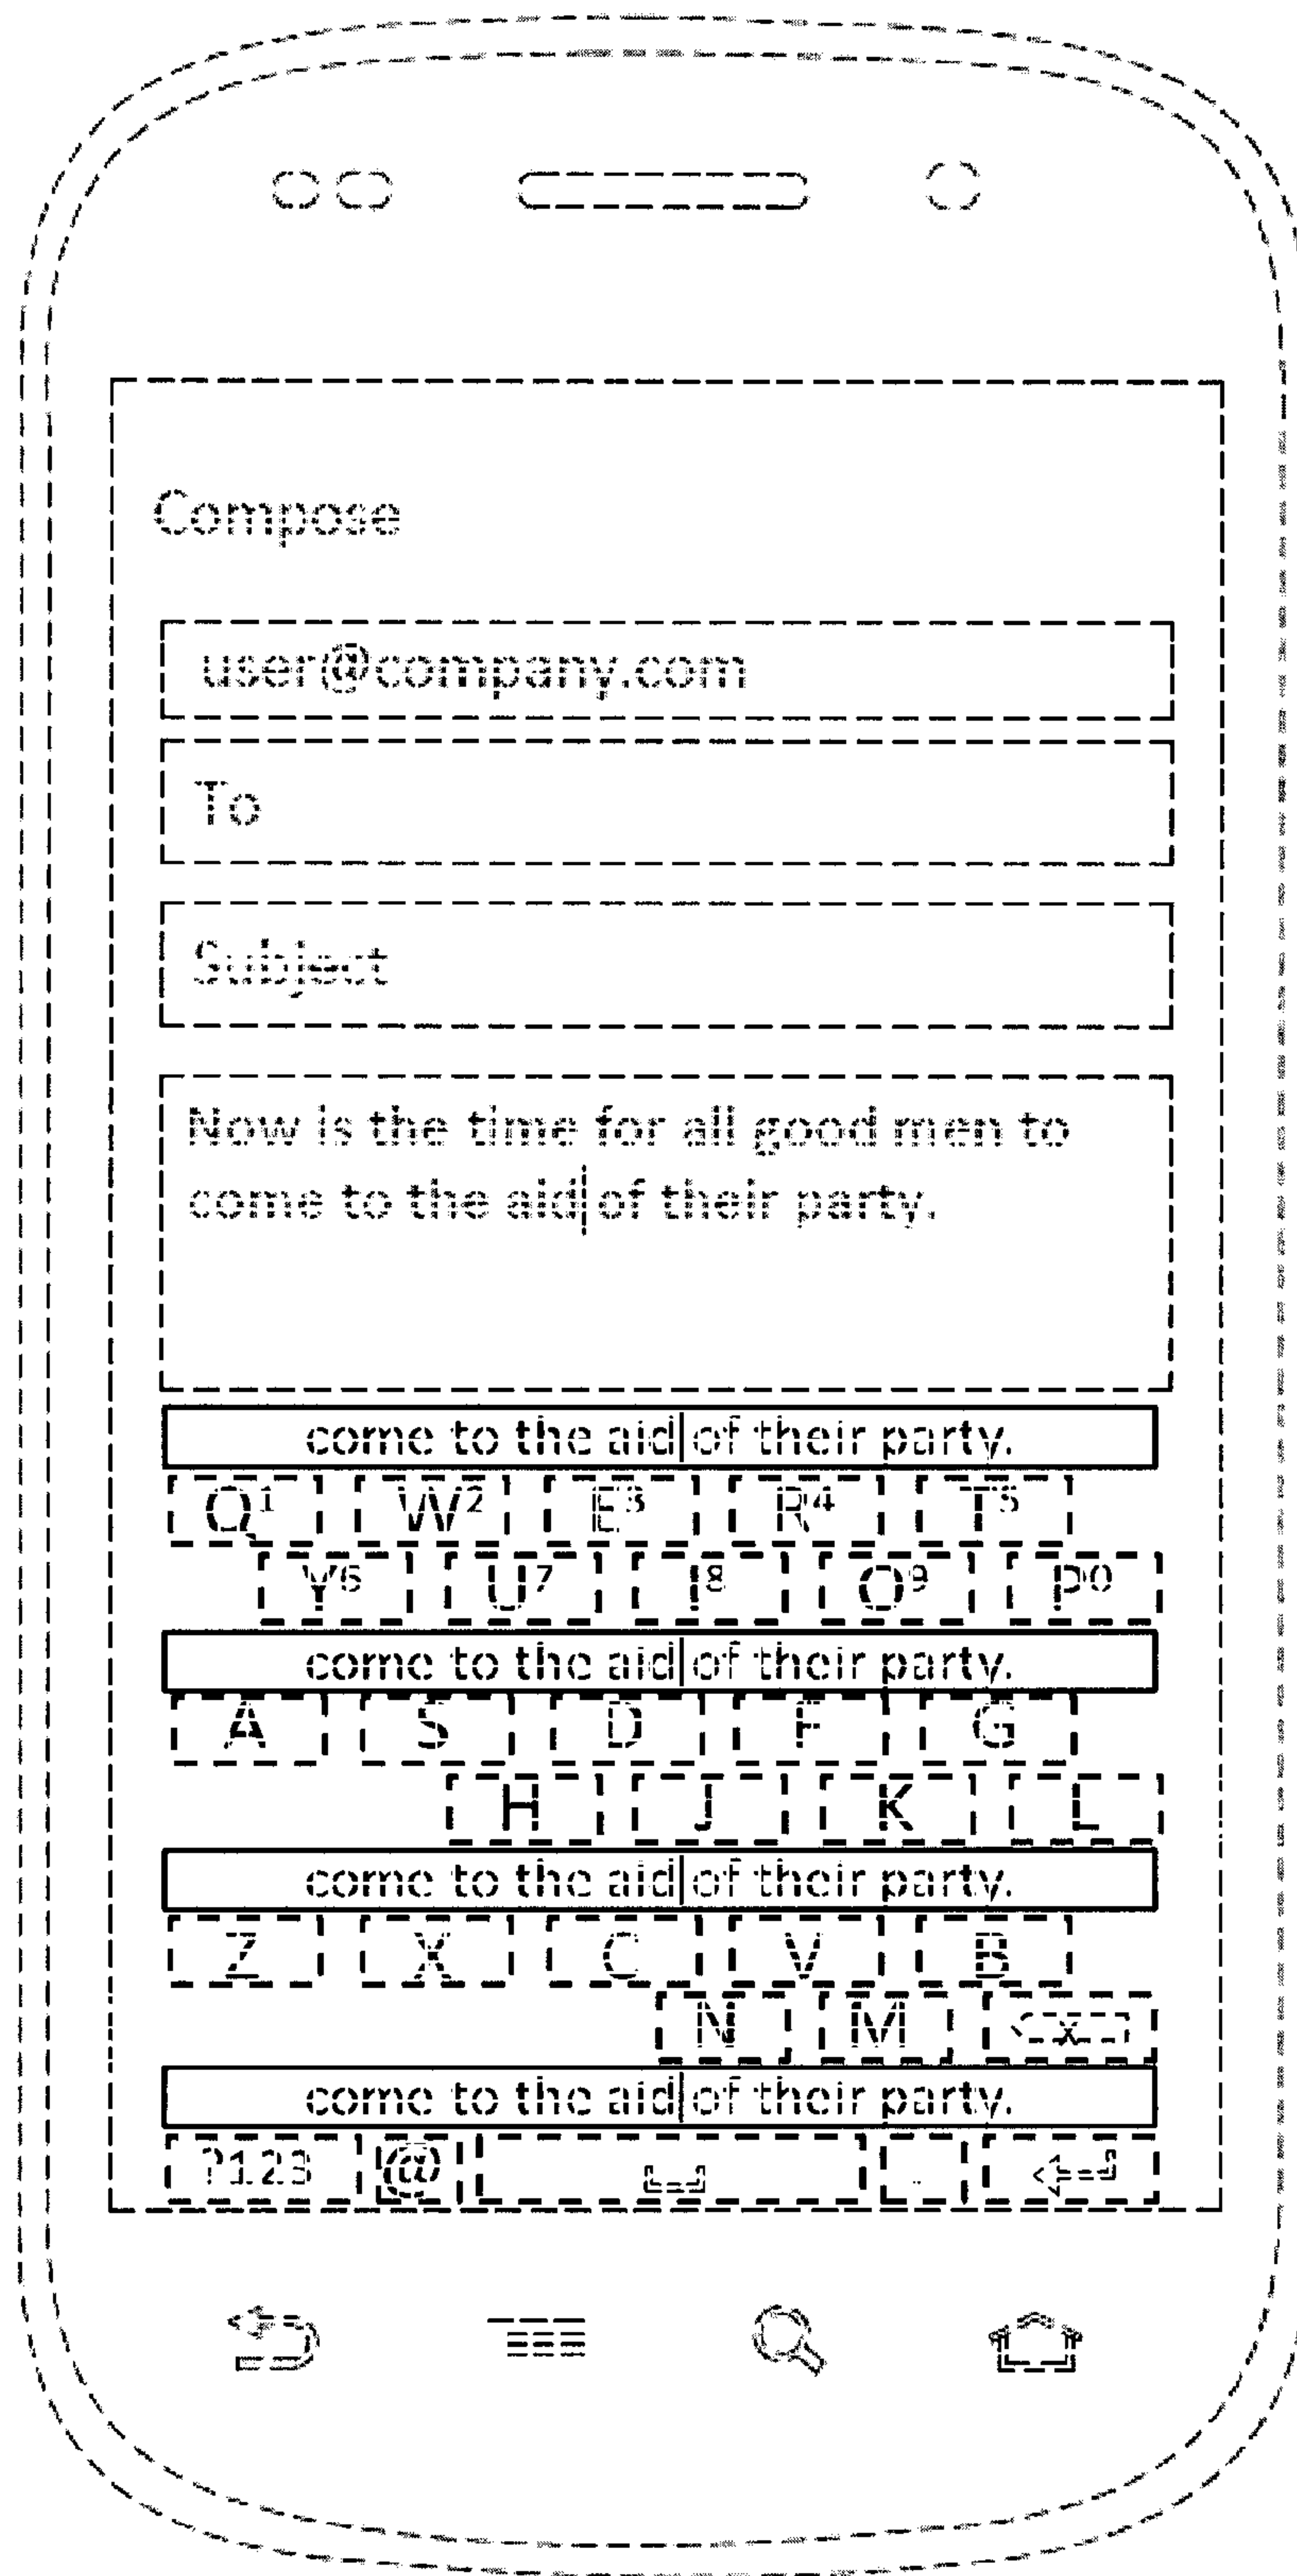 Compose
user@company.com
To
Subject
Now is the time for all good men to
come to the aid of their party.
come to the aid of their party.
Q1 W2 E3 R4 T5
Y6 U7 I8 O9 P0
come to the aid of their party.
A S D F G
H J K L
come to the aid of their party.
Z X C V B
N M x
come to the aid of their party.
?123 @ .